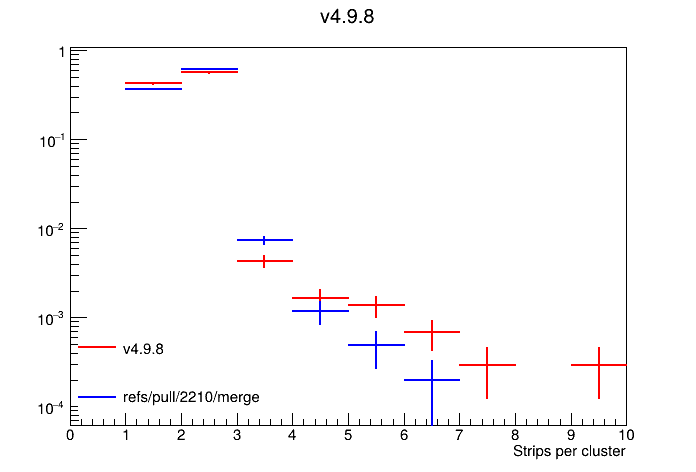 v4.9.8
1
10⁻¹
10⁻²
10⁻³
10⁻⁴
v4.9.8
refs/pull/2210/merge
0 1 2 3 4 5 6 7 8 9 10
Strips per cluster